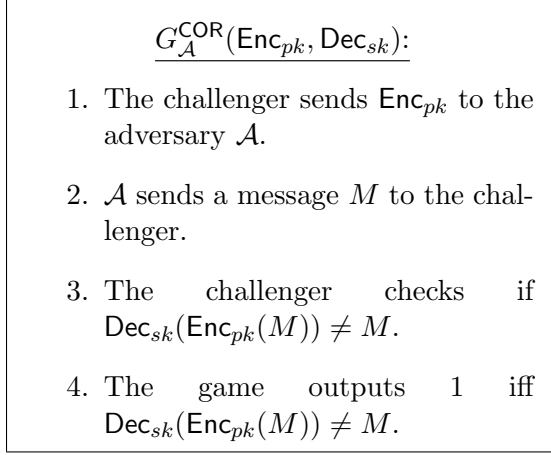 G_𝒜^COR(Enc_pk, Dec_sk):
1. The challenger sends Enc_pk to the
adversary 𝒜.
2. 𝒜 sends a message M to the chal-
lenger.
3. The challenger checks if
Dec_sk(Enc_pk(M)) ≠ M.
4. The game outputs 1 iff
Dec_sk(Enc_pk(M)) ≠ M.